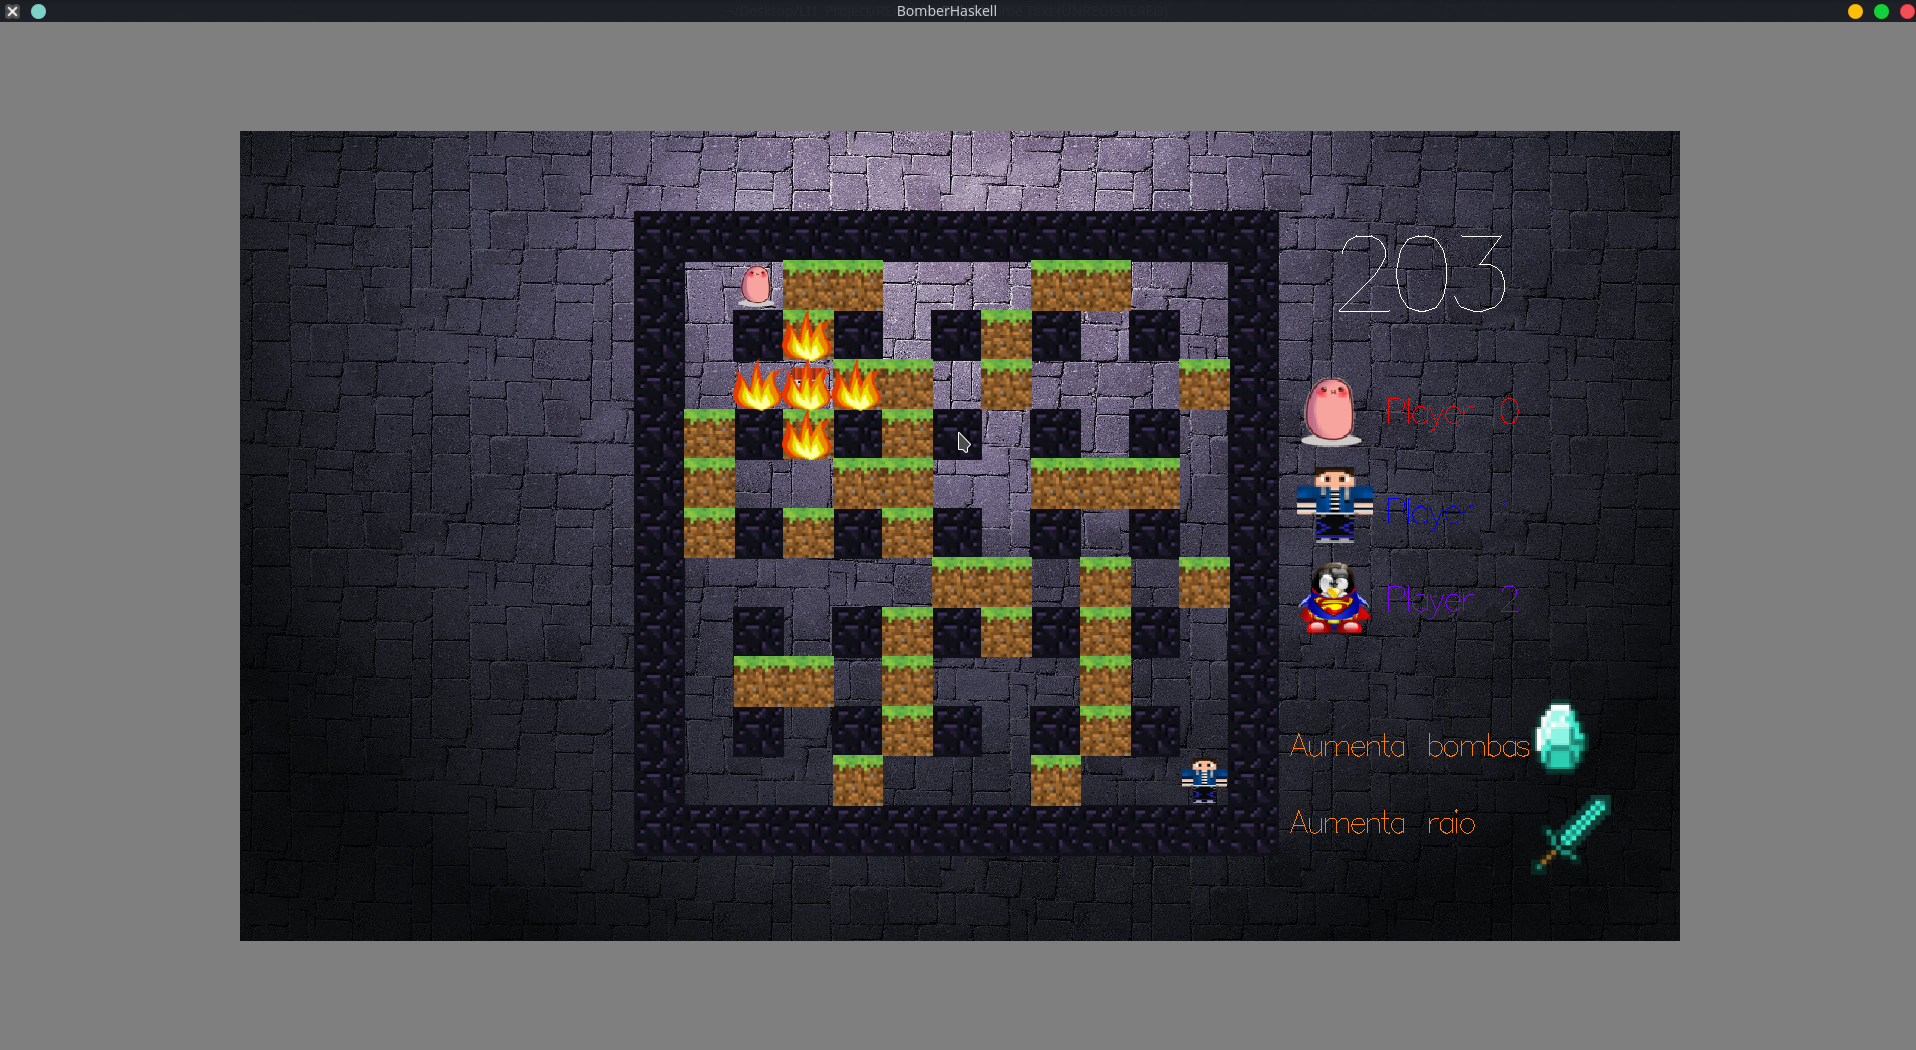 BomberHaskell
203
Player 0
Player
Player 2
Aumenta bombas
Aumenta raio